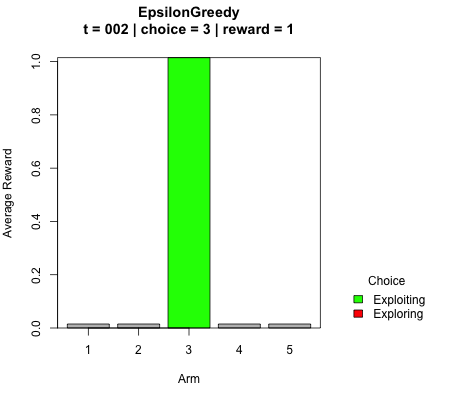 EpsilonGreedy
t = 002 | choice = 3 | reward = 1
Average Reward
1.0
0.8
0.6
0.4
0.2
0.0
1 2 3 4 5
Arm
Choice
Exploiting
Exploring